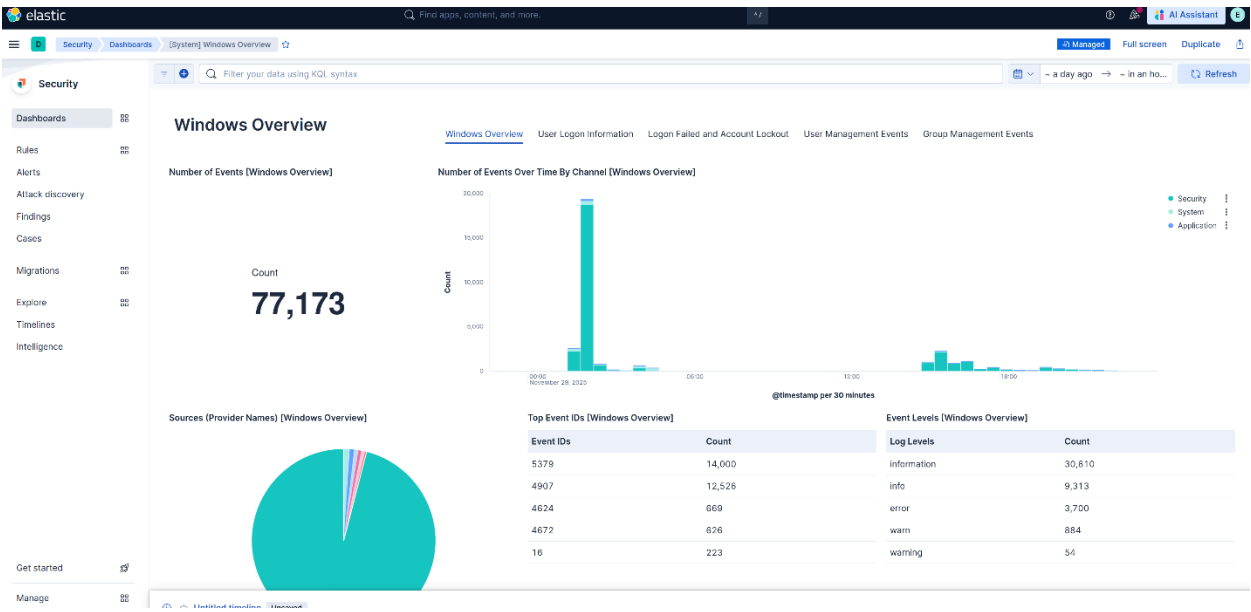 elastic
Find apps, content, and more.
^/
AI Assistant
E
D
Security
Dashboards
[System] Windows Overview
Managed
Full screen
Duplicate
Security
Filter your data using KQL syntax
~ a day ago → ~ in an ho...
Refresh
Dashboards
Rules
Alerts
Attack discovery
Findings
Cases
Migrations
Explore
Timelines
Intelligence
Get started
Manage
Windows Overview
Windows Overview
User Logon Information
Logon Failed and Account Lockout
User Management Events
Group Management Events
Number of Events [Windows Overview]
Count
77,173
Number of Events Over Time By Channel [Windows Overview]
20,000
15,000
10,000
5,000
0
Count
00:00
November 29, 2025
06:00
12:00
18:00
@timestamp per 30 minutes
Security
System
Application
Sources (Provider Names) [Windows Overview]
Top Event IDs [Windows Overview]
Event IDs Count
5379 14,000
4907 12,526
4624 669
4672 626
16 223
Event Levels [Windows Overview]
Log Levels Count
information 30,610
info 9,313
error 3,700
warn 884
warning 54
Untitled timeline
Unsaved